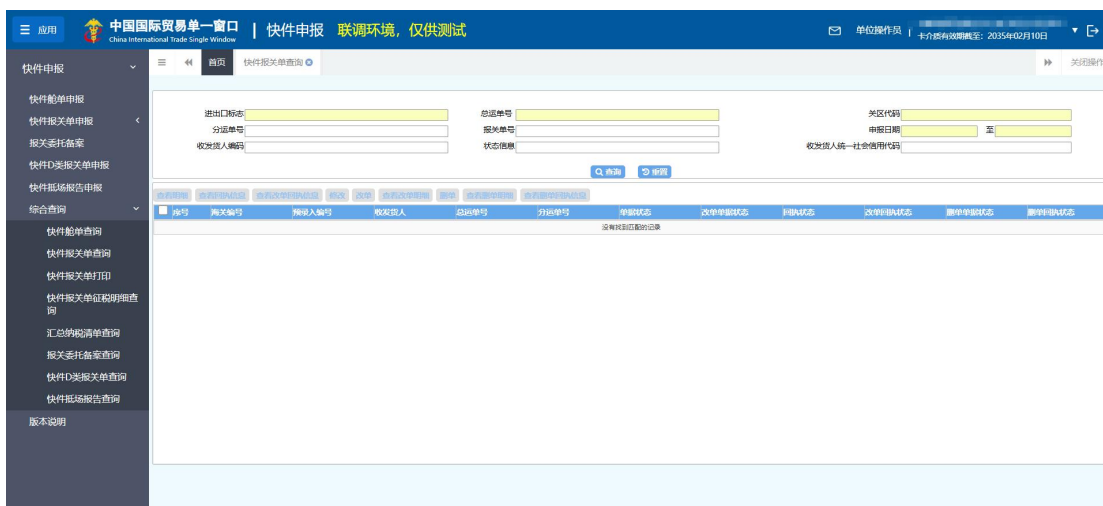 应用 中国国际贸易单一窗口 China International Trade Single Window | 快件申报 联调环境，仅供测试 单位操作员 卡介质有效期截至：2035年02月10日
快件申报 首页 快件报关单查询 关闭操作
快件舱单申报
快件报关单申报
报关委托备案
快件D类报关单申报
快件抵场报告申报
综合查询
快件舱单查询
快件报关单查询
快件报关单打印
快件报关单征税明细查
询
汇总纳税清单查询
报关委托备案查询
快件D类报关单查询
快件抵场报告查询
版本说明
进出口标志 总运单号 关区代码
分运单号 报关单号 申报日期 至
收发货人编码 状态信息 收发货人统一社会信用代码
查询 重置
查看明细 查看回执信息 查看改单回执信息 修改 改单 查看改单明细 删单 查看删单明细 查看删单回执信息
序号 海关编号 预录入编号 收发货人 总运单号 分运单号 单据状态 改单单据状态 回执状态 改单回执状态 删单单据状态 删单回执状态
没有找到匹配的记录